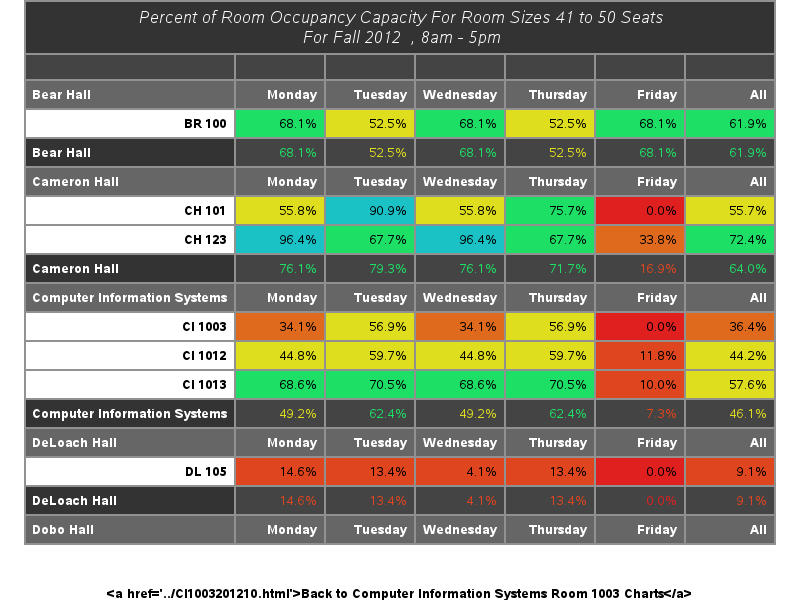 Percent of Room Occupancy Capacity For Room Sizes 41 to 50 Seats
For Fall 2012 , 8am - 5pm
Bear Hall Monday Tuesday Wednesday Thursday Friday All
BR 100 68.1% 52.5% 68.1% 52.5% 68.1% 61.9%
Bear Hall 68.1% 52.5% 68.1% 52.5% 68.1% 61.9%
Cameron Hall Monday Tuesday Wednesday Thursday Friday All
CH 101 55.8% 90.9% 55.8% 75.7% 0.0% 55.7%
CH 123 96.4% 67.7% 96.4% 67.7% 33.8% 72.4%
Cameron Hall 76.1% 79.3% 76.1% 71.7% 16.9% 64.0%
Computer Information Systems Monday Tuesday Wednesday Thursday Friday All
CI 1003 34.1% 56.9% 34.1% 56.9% 0.0% 36.4%
CI 1012 44.8% 59.7% 44.8% 59.7% 11.8% 44.2%
CI 1013 68.6% 70.5% 68.6% 70.5% 10.0% 57.6%
Computer Information Systems 49.2% 62.4% 49.2% 62.4% 7.3% 46.1%
DeLoach Hall Monday Tuesday Wednesday Thursday Friday All
DL 105 14.6% 13.4% 4.1% 13.4% 0.0% 9.1%
DeLoach Hall 14.6% 13.4% 4.1% 13.4% 0.0% 9.1%
Dobo Hall Monday Tuesday Wednesday Thursday Friday All
&lt;a href='../CI1003201210.html'&gt;Back to Computer Information Systems Room 1003 Charts&lt;/a&gt;